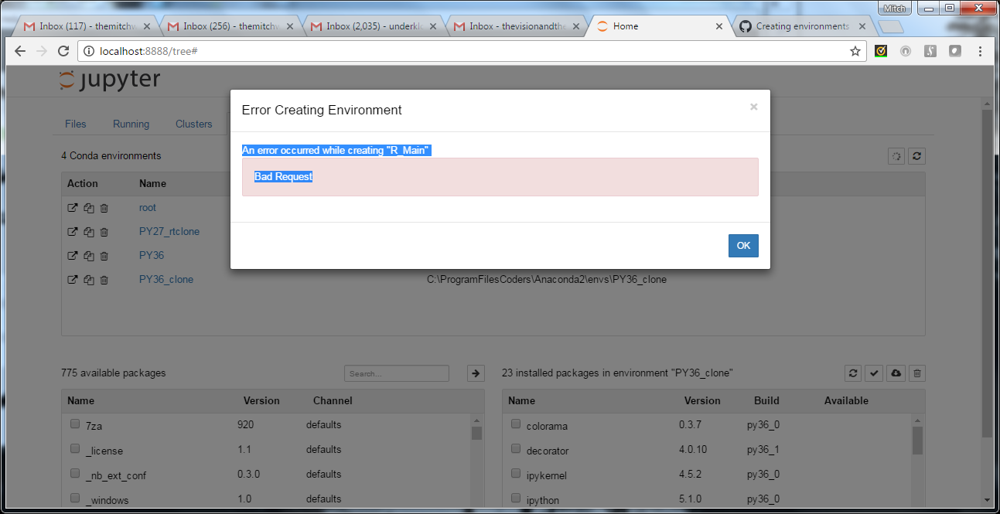 Mitch
Inbox (117) - themitchw
Inbox (256) - themitchw
Inbox (2,035) - underkl
Inbox - thevisionandthe
Home
Creating environments
localhost:8888/tree#
jupyter
Error Creating Environment
Files Running Clusters
An error occurred while creating "R_Main"
4 Conda environments
Bad Request
Action Name
root
PY27_rtclone
OK
PY36
PY36_clone C:\ProgramFilesCoders\Anaconda2\envs\PY36_clone
775 available packages Search... 23 installed packages in environment "PY36_clone"
Name Version Channel Name Version Build Available
7za 920 defaults colorama 0.3.7 py36_0
_license 1.1 defaults decorator 4.0.10 py36_1
_nb_ext_conf 0.3.0 defaults ipykernel 4.5.2 py36_0
_windows 1.0 defaults ipython 5.1.0 py36_0